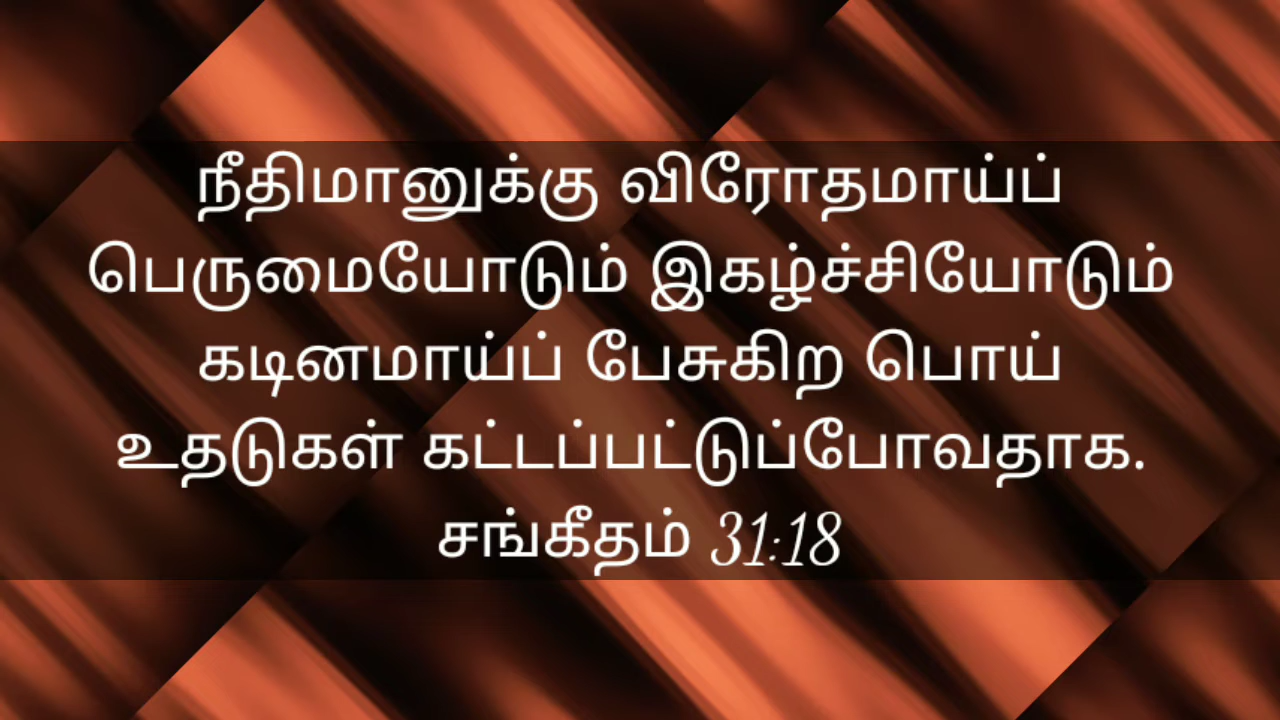 நீதிமானுக்கு விரோதமாய்ப்
பெருமையோடும் இகழ்ச்சியோடும்
கடினமாய்ப் பேசுகிற பொய்
உதடுகள் கட்டப்பட்டுப்போவதாக.
சங்கீதம் 31:18